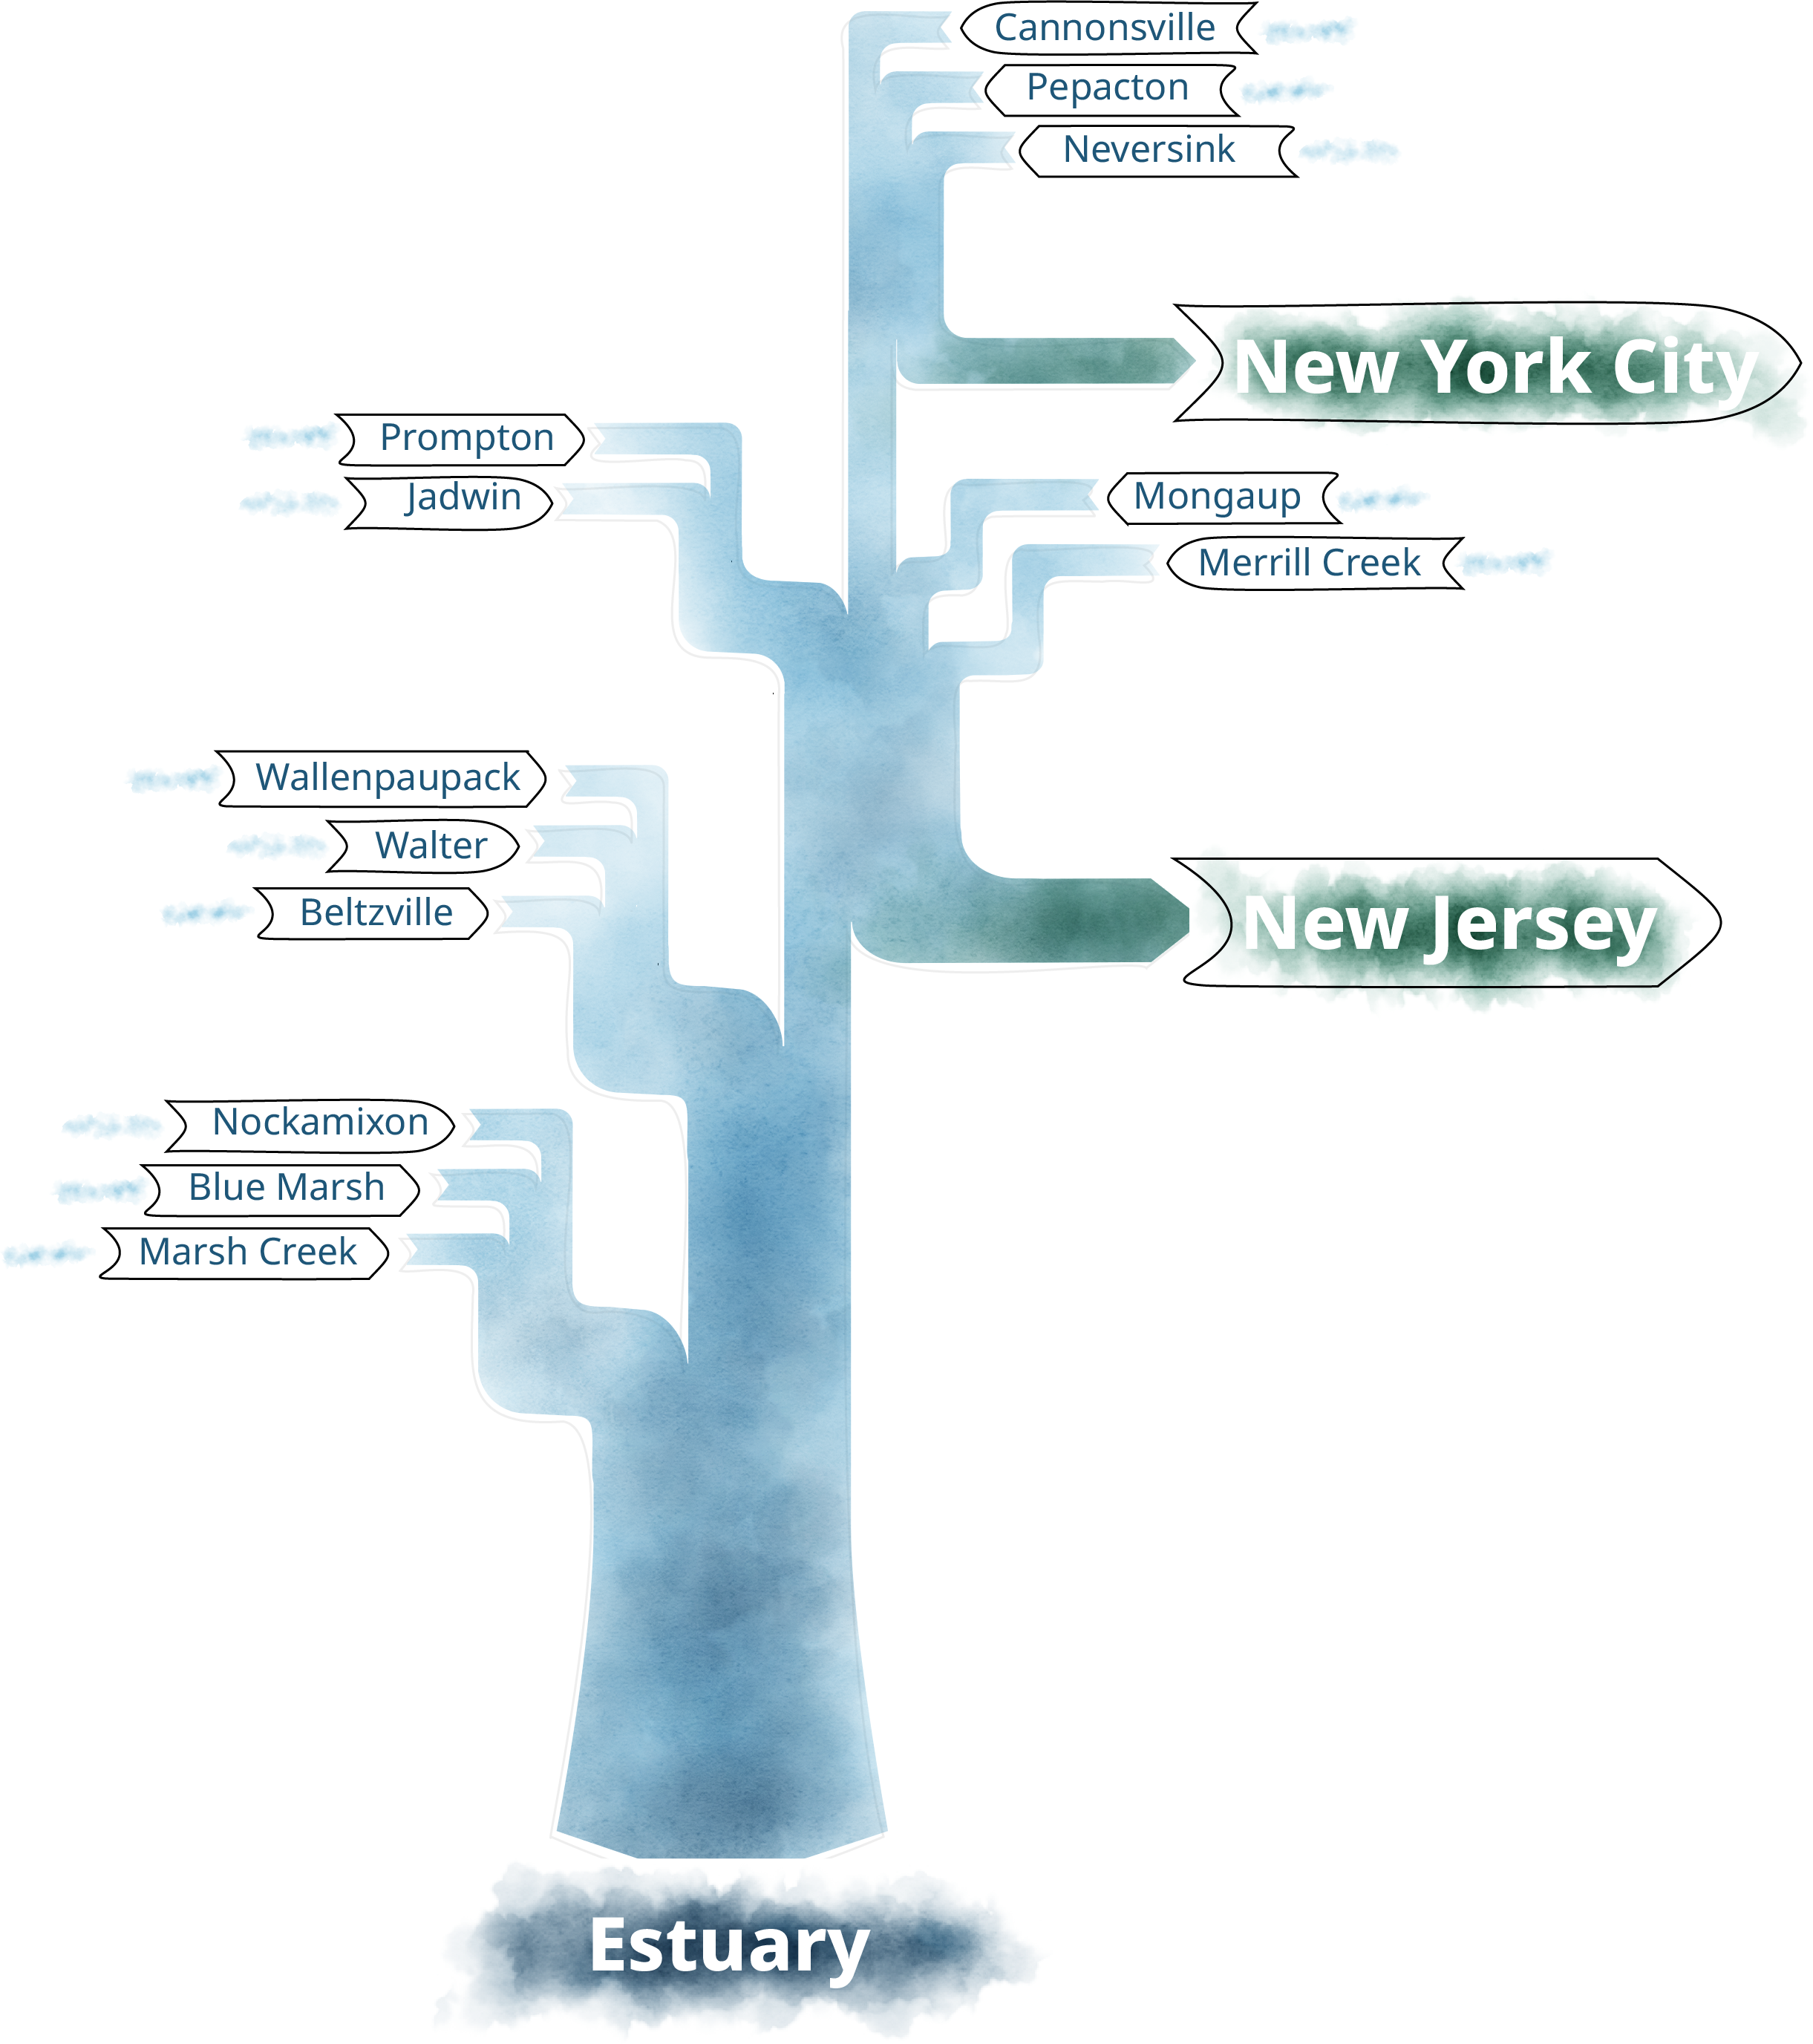 Cannonsville
Pepacton
Neversink
New York City
Prompton
Jadwin
Mongaup
Merrill Creek
Wallenpaupack
Walter
Beltzville
New Jersey
Nockamixon
Blue Marsh
Marsh Creek
Estuary